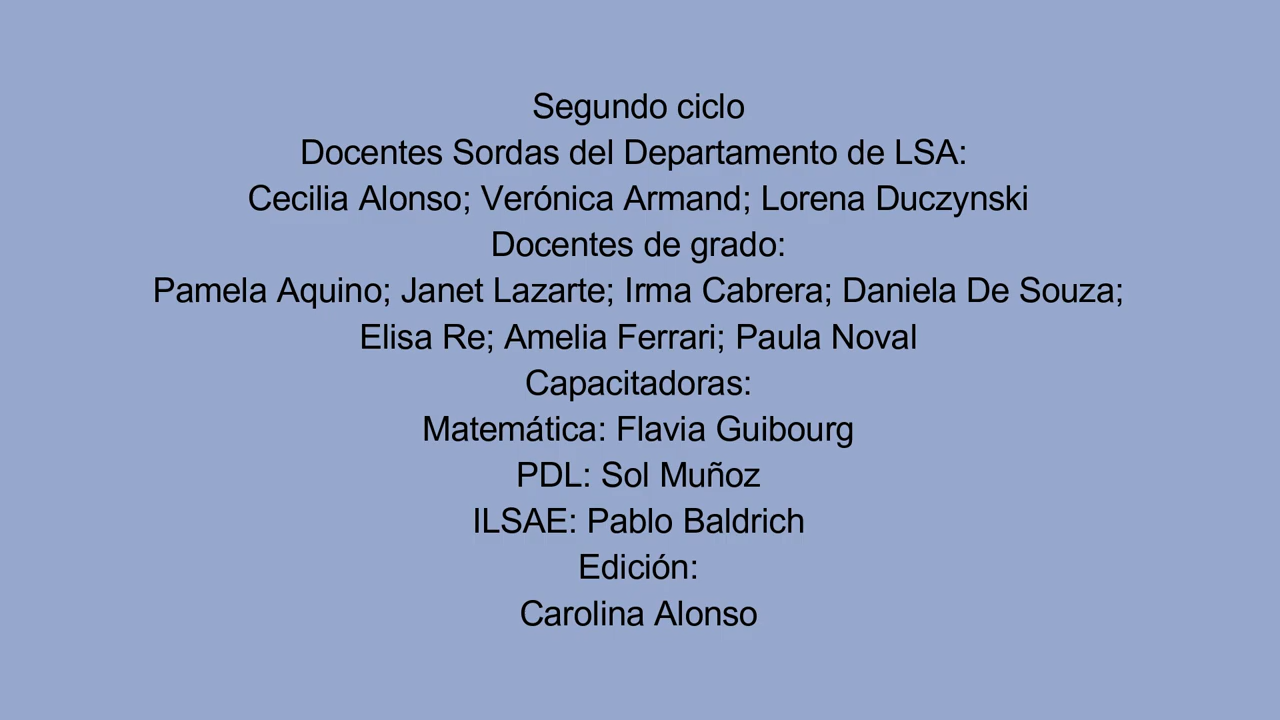 Segundo ciclo
Docentes Sordas del Departamento de LSA:
Cecilia Alonso; Verónica Armand; Lorena Duczynski
Docentes de grado:
Pamela Aquino; Janet Lazarte; Irma Cabrera; Daniela De Souza;
Elisa Re; Amelia Ferrari; Paula Noval
Capacitadoras:
Matemática: Flavia Guibourg
PDL: Sol Muñoz
ILSAE: Pablo Baldrich
Edición:
Carolina Alonso